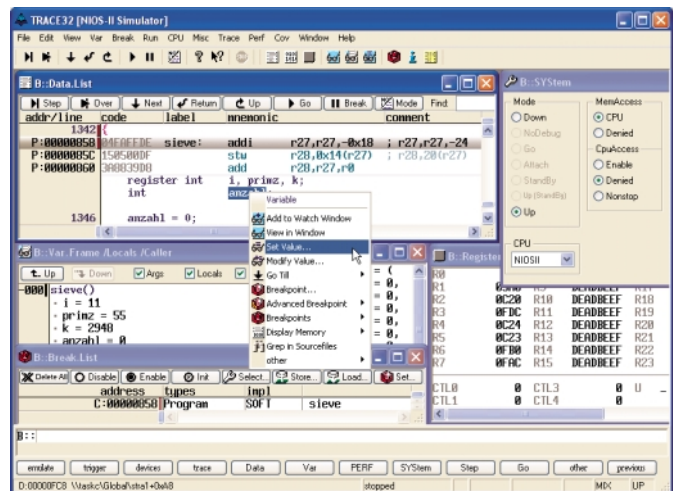 TRACE32 [NIOS-II Simulator]
File Edit View Var Break Run CPU Misc Trace Perf Cov Window Help
B::Data.List
Step Over Next Return Up Go Break Mode Find:
addr/line code label mnemonic comment
1342 {
P:00000858 04FAFFDE sieve: addi r27,r27,-0x18 ; r27,r27,-24
P:0000085C 150500DF stw r28,0x14(r27) ; r28,20(r27)
P:00000860 3A8839D8 add r28,r27,r0
register int i, primz, k;
int anzahl;
1346 anzahl = 0;
Variable
Add to Watch Window
View in Window
Set Value...
Modify Value...
Go Till
Breakpoint...
Advanced Breakpoint
Breakpoints
Display Memory
Grep in Sourcefiles
other
B::SYStem
Mode
Down
NoDebug
Go
Attach
StandBy
Up (StandBy)
Up
MemAccess
CPU
Denied
CpuAccess
Enable
Denied
Nonstop
CPU
NIOSII
B::Var.Frame /Locals /Caller
Up Down Args Locals
-000 sieve()
i = 11
primz = 55
k = 2948
anzahl = 0
B::Register
R0
R1
R2 0C20 R10 DEADBEEF R18
R3 0FDC R11 DEADBEEF R19
R4 0C24 R12 DEADBEEF R20
R5 0C23 R13 DEADBEEF R21
R6 0FB0 R14 DEADBEEF R22
R7 0FAC R15 DEADBEEF R23
CTL0 0 CTL3 0 U
CTL1 0 CTL4 0
B::Break.List
Delete All Disable Enable Init Select... Store... Load... Set...
address types impl
C:00000858 Program SOFT sieve
B::
emulate trigger devices trace Data Var PERF SYStem Step Go other previous
D:00000FC8 \\taskc\Global\stra1+0xA8 stopped MIX UP